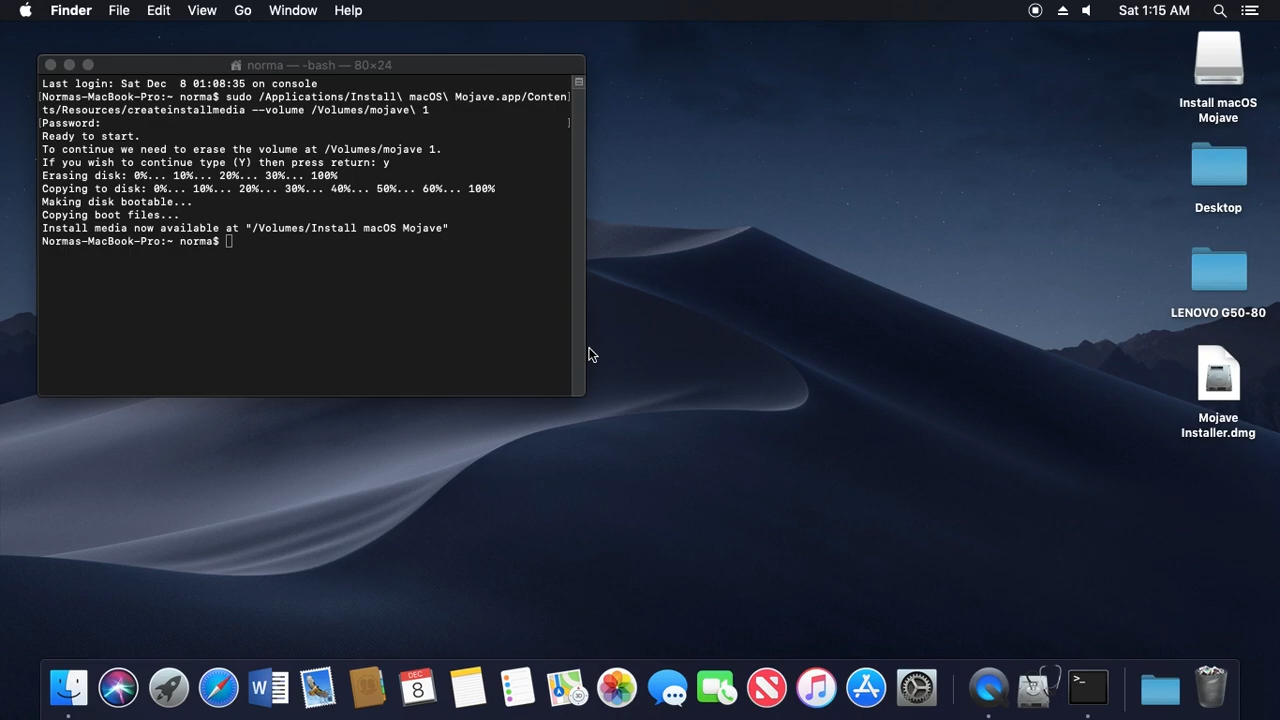 Finder File Edit View Go Window Help
Sat 1:15 AM
norma — -bash — 80×24
Last login: Sat Dec  8 01:08:35 on console
[Normas-MacBook-Pro:~ norma$ sudo /Applications/Install\ macOS\ Mojave.app/Conten]
ts/Resources/createinstallmedia --volume /Volumes/mojave\ 1
[Password: ]
Ready to start.
To continue we need to erase the volume at /Volumes/mojave 1.
If you wish to continue type (Y) then press return: y
Erasing disk: 0%... 10%... 20%... 30%... 100%
Copying to disk: 0%... 10%... 20%... 30%... 40%... 50%... 60%... 100%
Making disk bootable...
Copying boot files...
Install media now available at "/Volumes/Install macOS Mojave"
Normas-MacBook-Pro:~ norma$
Install macOS
Mojave
Desktop
LENOVO G50-80
Mojave
Installer.dmg
W
DEC
8
3D
>_